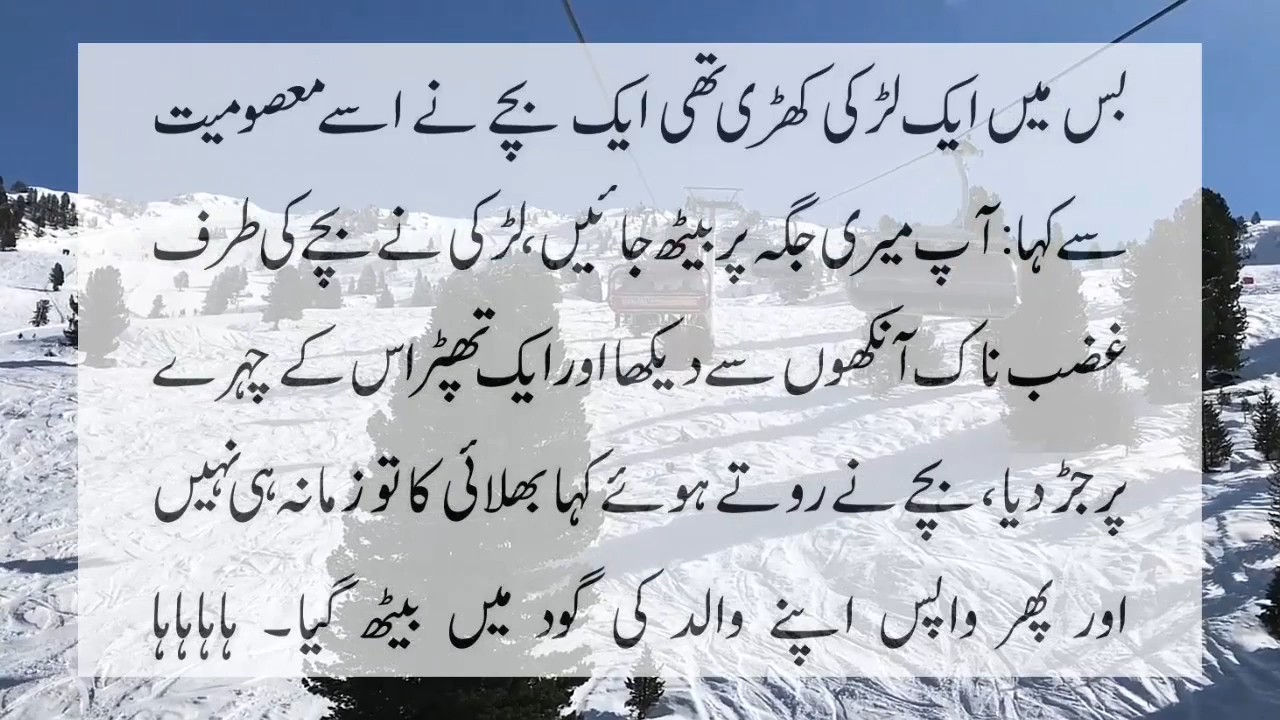 بس میں ایک لڑکی کھڑی تھی ایک بچے نے اسے معصومیت
سے کہا: آپ میری جگہ پر بیٹھ جائیں، لڑکی نے بچے کی طرف
غضب ناک آنکھوں سے دیکھا اور ایک تھپڑ اس کے چہرے
پر جڑ دیا، بچے نے روتے ہوئے کہا بھلائی کا تو زمانہ ہی نہیں
اور پھر واپس اپنے والد کی گود میں بیٹھ گیا۔ ہاہاہاہا